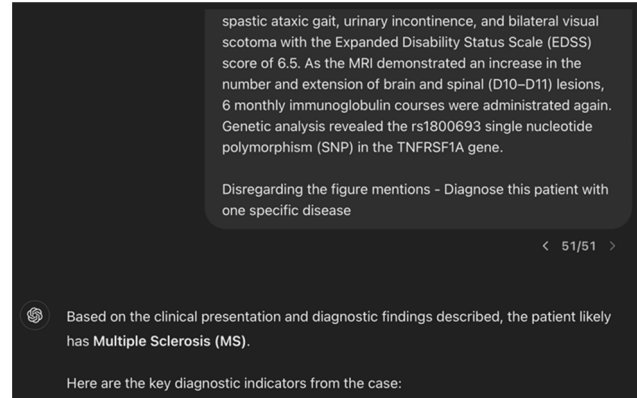 spastic ataxic gait, urinary incontinence, and bilateral visual
scotoma with the Expanded Disability Status Scale (EDSS)
score of 6.5. As the MRI demonstrated an increase in the
number and extension of brain and spinal (D10–D11) lesions,
6 monthly immunoglobulin courses were administrated again.
Genetic analysis revealed the rs1800693 single nucleotide
polymorphism (SNP) in the TNFRSF1A gene.
Disregarding the figure mentions - Diagnose this patient with
one specific disease
< 51/51 >
Based on the clinical presentation and diagnostic findings described, the patient likely
has Multiple Sclerosis (MS).
Here are the key diagnostic indicators from the case: